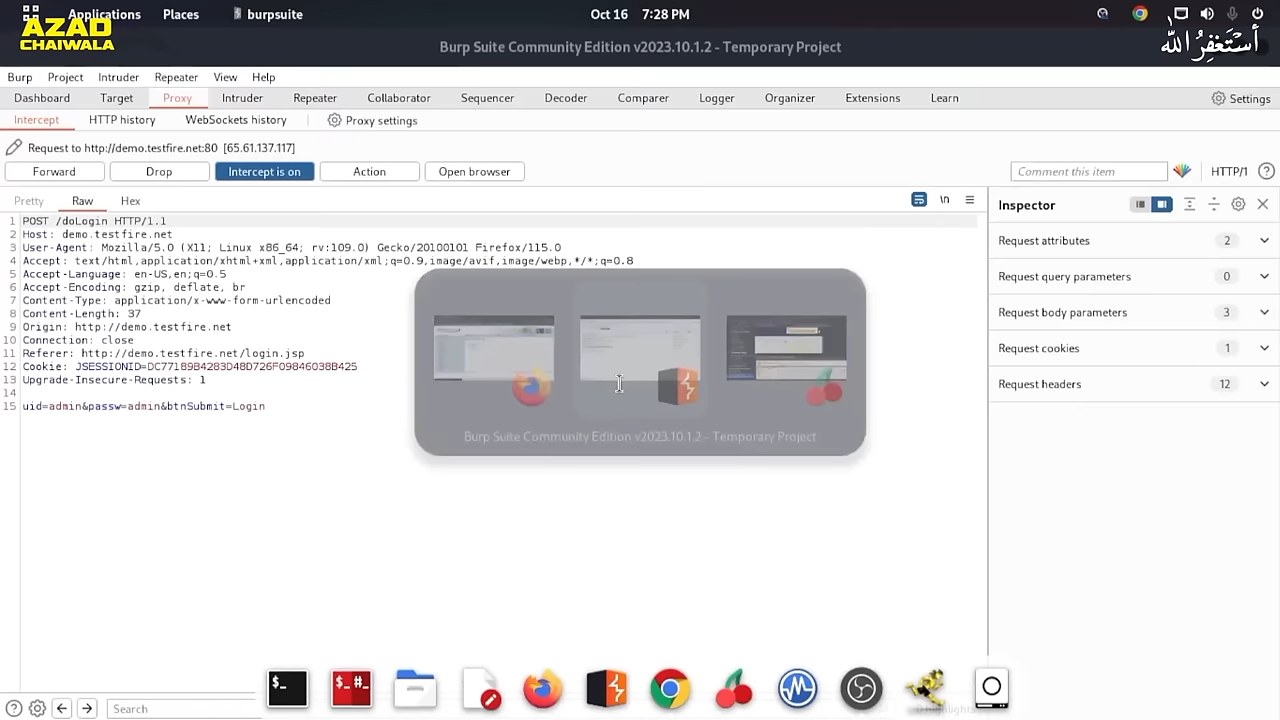 Applications Places burpsuite Oct 16 7:28 PM
AZAD
CHAIWALA
أستغفر الله
Burp Suite Community Edition v2023.10.1.2 - Temporary Project
Burp Project Intruder Repeater View Help
Dashboard Target Proxy Intruder Repeater Collaborator Sequencer Decoder Comparer Logger Organizer Extensions Learn Settings
Intercept HTTP history WebSockets history Proxy settings
Request to http://demo.testfire.net:80 [65.61.137.117]
Forward Drop Intercept is on Action Open browser Comment this item HTTP/1
Pretty Raw Hex \n Inspector
1 POST /doLogin HTTP/1.1
2 Host: demo.testfire.net
3 User-Agent: Mozilla/5.0 (X11; Linux x86_64; rv:109.0) Gecko/20100101 Firefox/115.0
4 Accept: text/html,application/xhtml+xml,application/xml;q=0.9,image/avif,image/webp,*/*;q=0.8
5 Accept-Language: en-US,en;q=0.5
6 Accept-Encoding: gzip, deflate, br
7 Content-Type: application/x-www-form-urlencoded
8 Content-Length: 37
9 Origin: http://demo.testfire.net
10 Connection: close
11 Referer: http://demo.testfire.net/login.jsp
12 Cookie: JSESSIONID=DC77189B4283D48D726F09846038B425
13 Upgrade-Insecure-Requests: 1
14
15 uid=admin&passw=admin&btnSubmit=Login
Request attributes 2
Request query parameters 0
Request body parameters 3
Request cookies 1
Request headers 12
Burp Suite Community Edition v2023.10.1.2 - Temporary Project
$_ $_ #_
Search